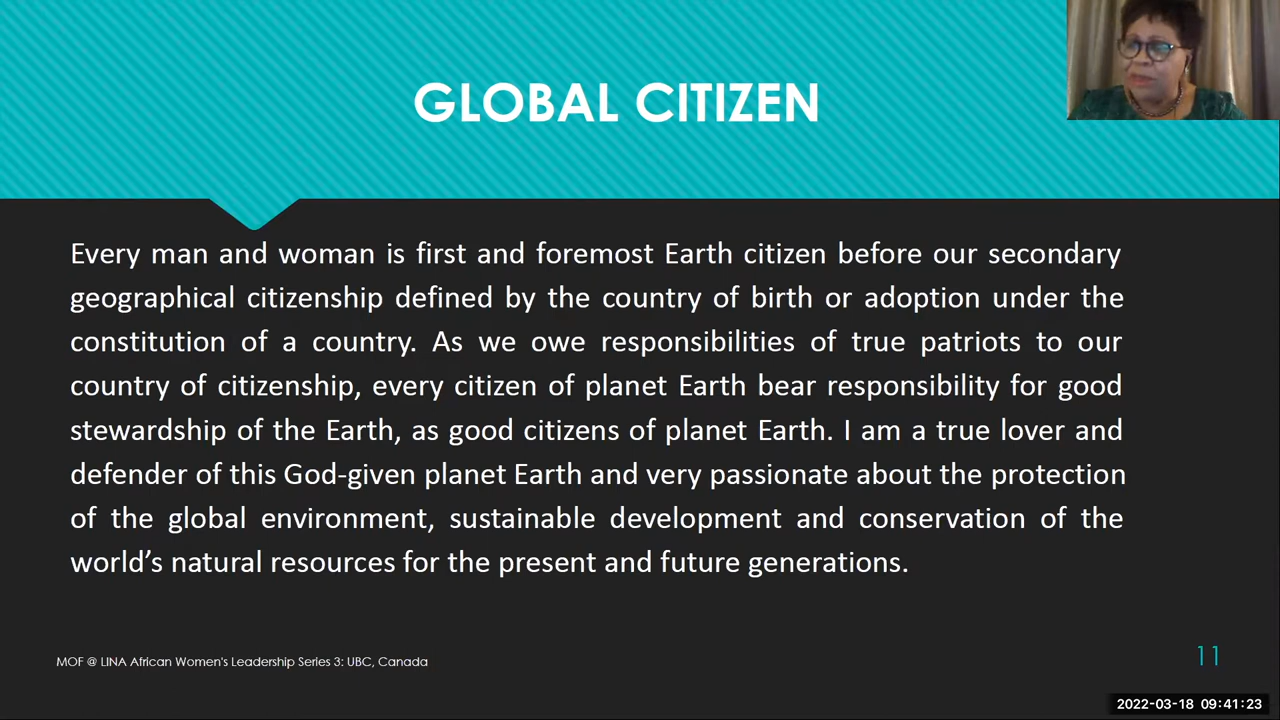 GLOBAL CITIZEN
Every man and woman is first and foremost Earth citizen before our secondary
geographical citizenship defined by the country of birth or adoption under the
constitution of a country. As we owe responsibilities of true patriots to our
country of citizenship, every citizen of planet Earth bear responsibility for good
stewardship of the Earth, as good citizens of planet Earth. I am a true lover and
defender of this God-given planet Earth and very passionate about the protection
of the global environment, sustainable development and conservation of the
world’s natural resources for the present and future generations.
MOF @ LINA African Women's Leadership Series 3: UBC, Canada
11
2022-03-18 09:41:23